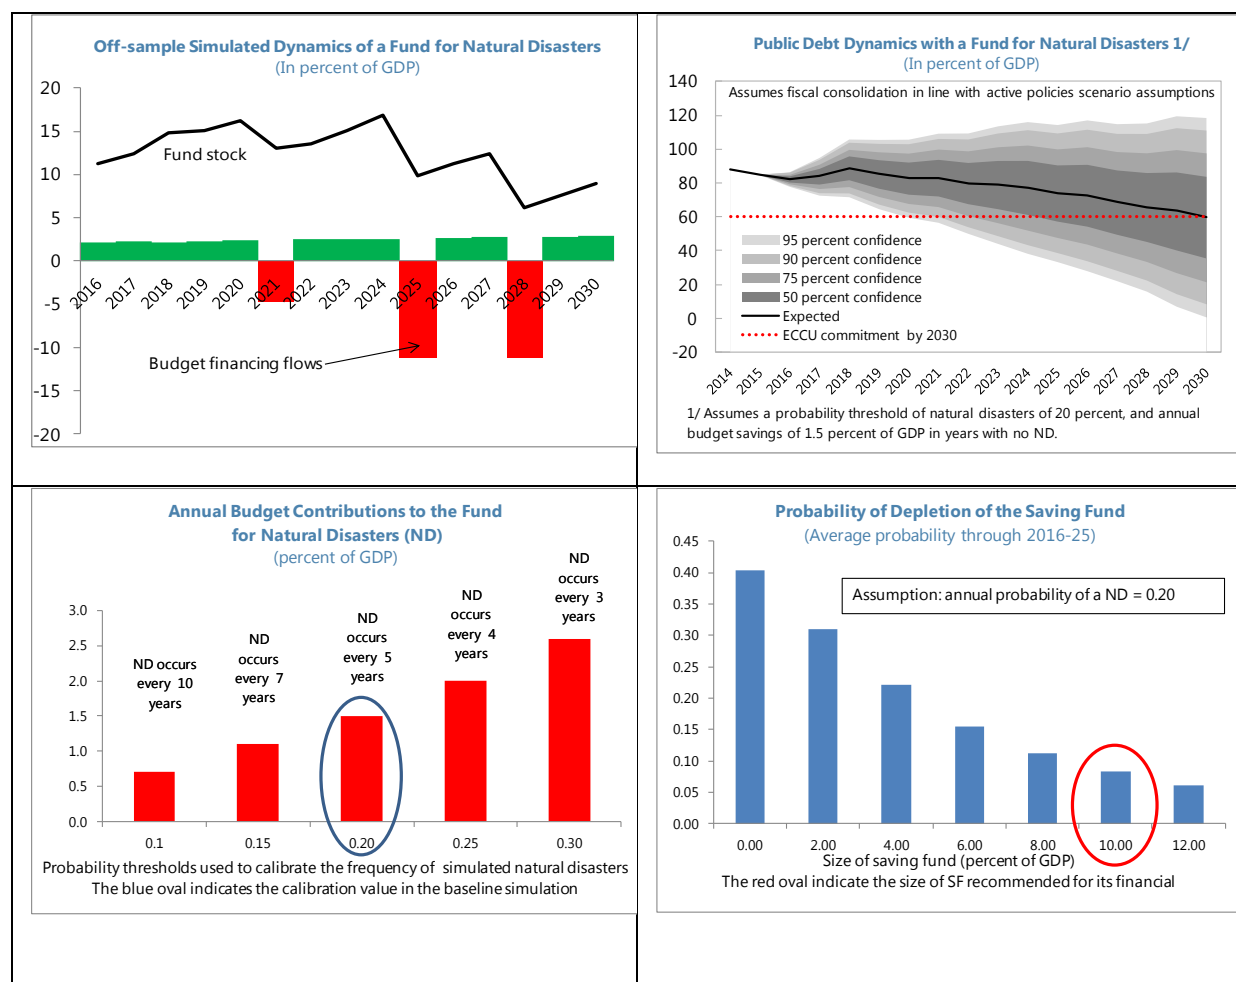 Off-sample Simulated Dynamics of a Fund for Natural Disasters
(In percent of GDP)
20
15
10
5
0
-5
-10
-15
-20
Fund stock
Budget financing flows
2016
2017
2018
2019
2020
2021
2022
2023
2024
2025
2026
2027
2028
2029
2030
Public Debt Dynamics with a Fund for Natural Disasters 1/
(In percent of GDP)
Assumes fiscal consolidation in line with active policies scenario assumptions
140
120
100
80
60
40
20
0
-20
95 percent confidence
90 percent confidence
75 percent confidence
50 percent confidence
Expected
ECCU commitment by 2030
2014
2015
2016
2017
2018
2019
2020
2021
2022
2023
2024
2025
2026
2027
2028
2029
2030
1/ Assumes a probability threshold of natural disasters of 20 percent, and annual
budget savings of 1.5 percent of GDP in years with no ND.
Annual Budget Contributions to the Fund
for Natural Disasters (ND)
(percent of GDP)
3.0
2.5
2.0
1.5
1.0
0.5
0.0
ND occurs
every 10
years
ND
occurs
every 7
years
ND
occurs
every 5
years
ND
occurs
every 4
years
ND
occurs
every 3
years
0.1
0.15
0.20
0.25
0.30
Probability thresholds used to calibrate the frequency of simulated natural disasters
The blue oval indicates the calibration value in the baseline simulation
Probability of Depletion of the Saving Fund
(Average probability through 2016-25)
0.45
0.40
0.35
0.30
0.25
0.20
0.15
0.10
0.05
0.00
Assumption: annual probability of a ND = 0.20
0.00
2.00
4.00
6.00
8.00
10.00
12.00
Size of saving fund (percent of GDP)
The red oval indicate the size of SF recommended for its financial